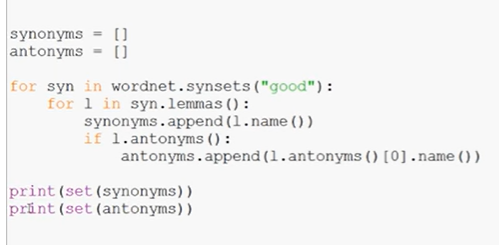 synonyms = []
antonyms = []
for syn in wordnet.synsets("good"):
    for l in syn.lemmas():
        synonyms.append(l.name())
        if l.antonyms():
            antonyms.append(l.antonyms()[0].name())
print(set(synonyms))
print(set(antonyms))